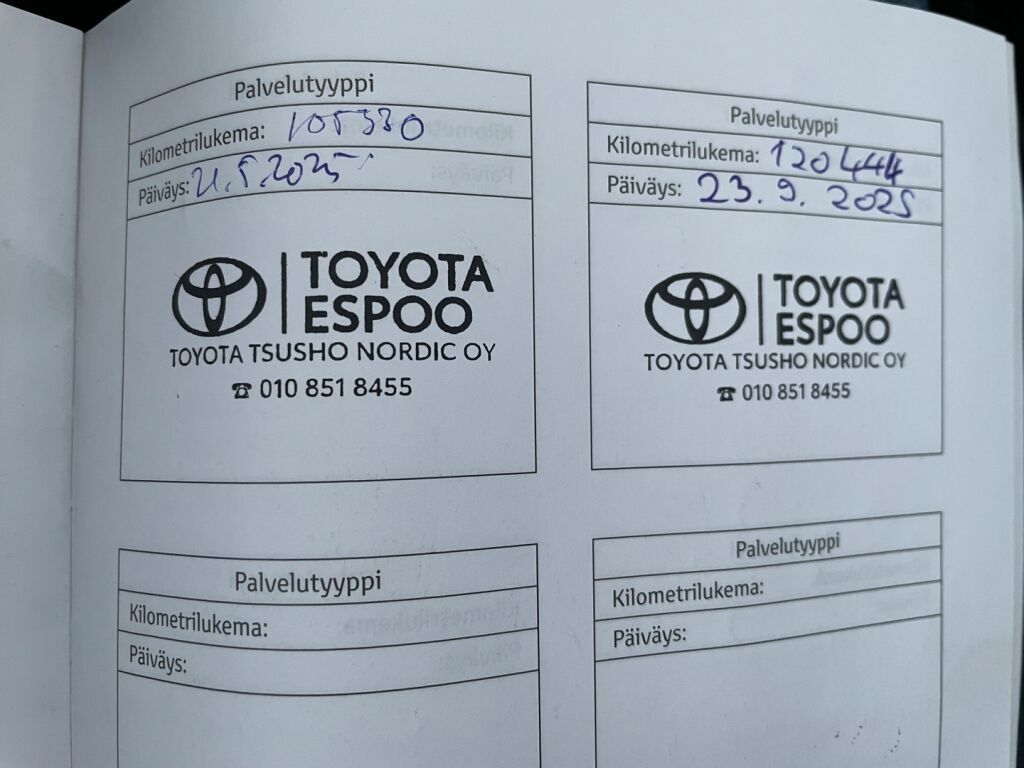 Palvelutyyppi
Kilometrilukema: 105330
Päiväys: 21.5.2025
TOYOTA
ESPOO
TOYOTA TSUSHO NORDIC OY
☎ 010 851 8455
Palvelutyyppi
Kilometrilukema: 120444
Päiväys: 23.9.2025
TOYOTA
ESPOO
TOYOTA TSUSHO NORDIC OY
☎ 010 851 8455
Palvelutyyppi
Kilometrilukema:
Päiväys:
Palvelutyyppi
Kilometrilukema:
Päiväys: